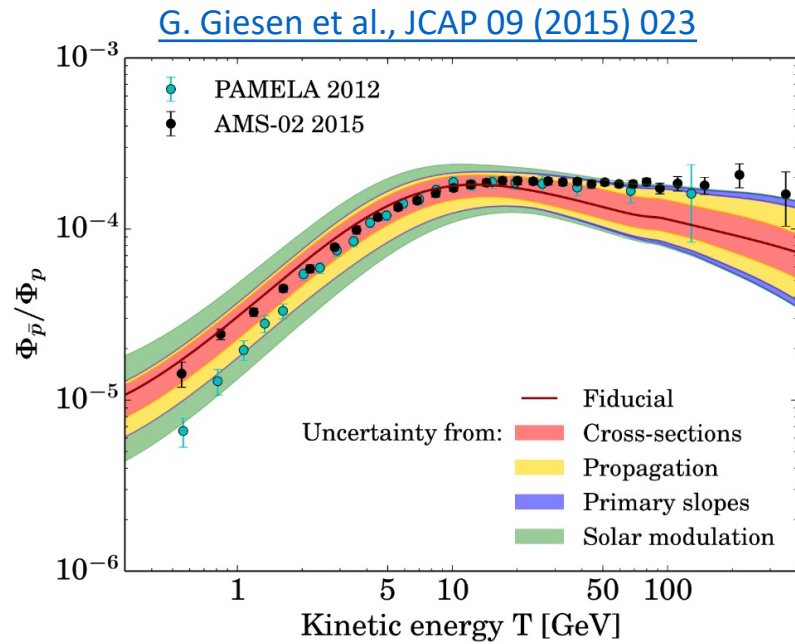 G. Giesen et al., JCAP 09 (2015) 023
10⁻³
PAMELA 2012
AMS-02 2015
10⁻⁴
Φp̄/Φp
10⁻⁵
Fiducial
Uncertainty from:
Cross-sections
Propagation
Primary slopes
Solar modulation
10⁻⁶
1 5 10 50 100
Kinetic energy T [GeV]